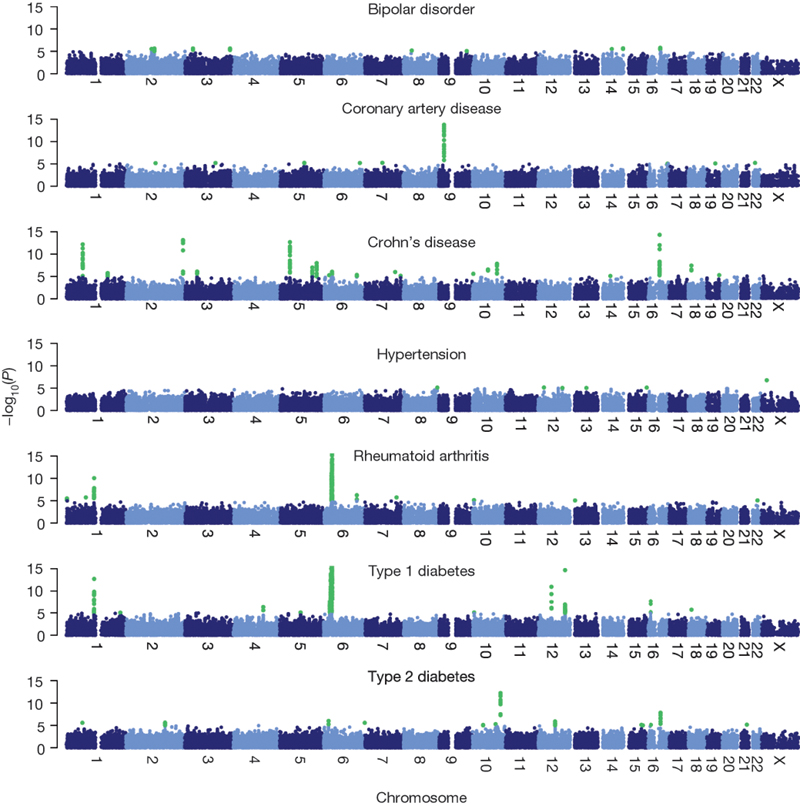 Bipolar disorder
15
10
5
0
1 2 3 4 5 6 7 8 9 10 11 12 13 14 15 16 17 18 19 20 21 22 X
Coronary artery disease
15
10
5
0
1 2 3 4 5 6 7 8 9 10 11 12 13 14 15 16 17 18 19 20 21 22 X
Crohn’s disease
15
10
5
0
1 2 3 4 5 6 7 8 9 10 11 12 13 14 15 16 17 18 19 20 21 22 X
−log10(P)
Hypertension
15
10
5
0
1 2 3 4 5 6 7 8 9 10 11 12 13 14 15 16 17 18 19 20 21 22 X
Rheumatoid arthritis
15
10
5
0
1 2 3 4 5 6 7 8 9 10 11 12 13 14 15 16 17 18 19 20 21 22 X
Type 1 diabetes
15
10
5
0
1 2 3 4 5 6 7 8 9 10 11 12 13 14 15 16 17 18 19 20 21 22 X
Type 2 diabetes
15
10
5
0
1 2 3 4 5 6 7 8 9 10 11 12 13 14 15 16 17 18 19 20 21 22 X
Chromosome